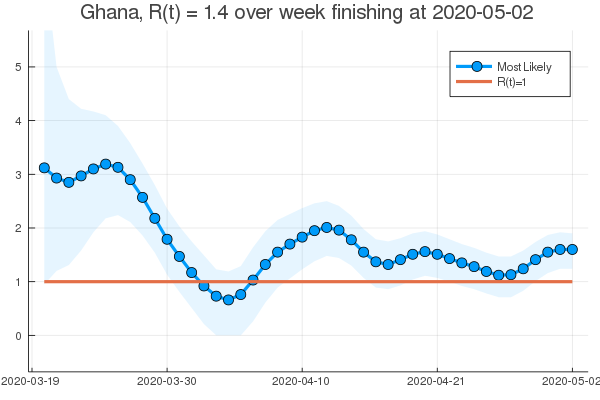 Ghana, R(t) = 1.4 over week finishing at 2020-05-02
Most Likely
R(t)=1
5
4
3
2
1
0
2020-03-19 2020-03-30 2020-04-10 2020-04-21 2020-05-02